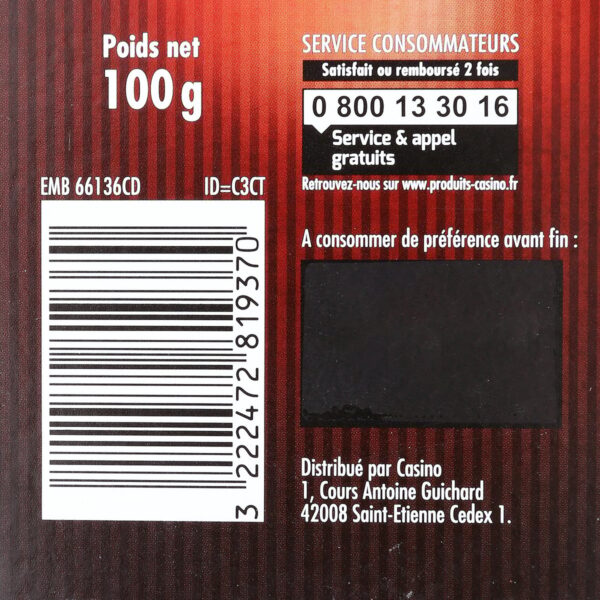 Poids net
100 g
SERVICE CONSOMMATEURS
Satisfait ou remboursé 2 fois
0 800 13 30 16
Service & appel
gratuits
Retrouvez-nous sur www.produits-casino.fr
EMB 66136CD ID=C3CT
3 222472 819370
A consommer de préférence avant fin :
Distribué par Casino
1, Cours Antoine Guichard
42008 Saint-Etienne Cedex 1.